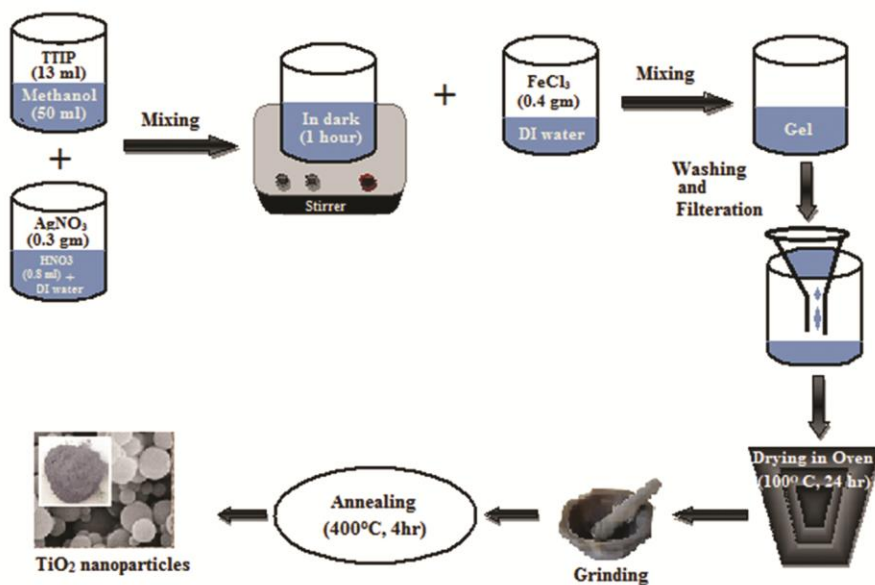 TTIP
(13 ml)
Methanol
(50 ml)
+
AgNO₃
(0.3 gm)
HNO3
(0.8 ml) +
DI water
Mixing
In dark
(1 hour)
Stirrer
+
FeCl₃
(0.4 gm)
DI water
Mixing
Gel
Washing
and
Filteration
Drying in Oven
(100⁰ C, 24 hr)
Grinding
Annealing
(400°C, 4hr)
TiO₂ nanoparticles